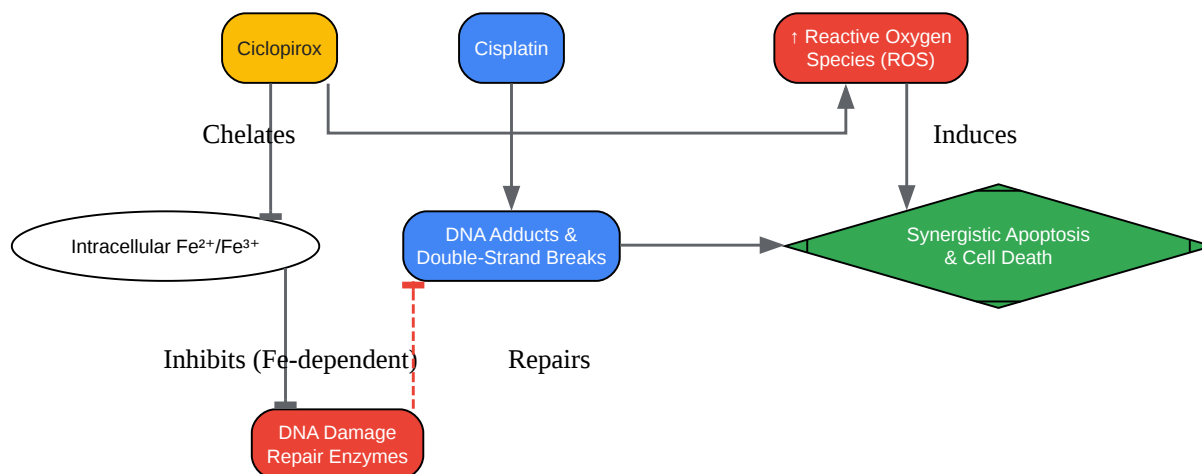 Ciclopirox
Cisplatin
↑ Reactive Oxygen
Species (ROS)
Chelates
Induces
Intracellular Fe²⁺/Fe³⁺
DNA Adducts &
Double-Strand Breaks
Synergistic Apoptosis
& Cell Death
Inhibits (Fe-dependent)
Repairs
DNA Damage
Repair Enzymes